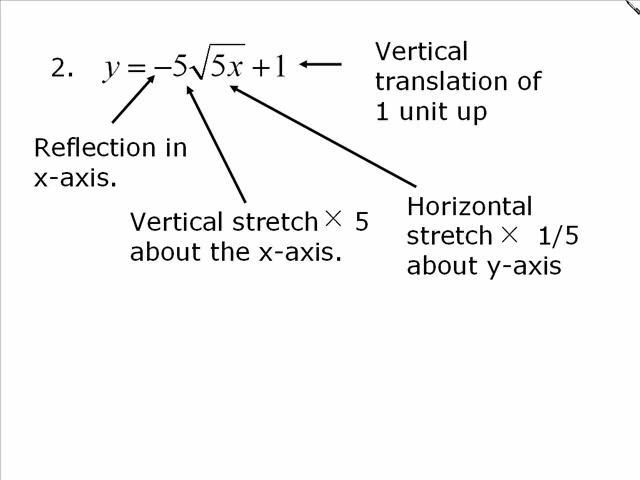 2. y = −5√5x + 1
Vertical
translation of
1 unit up
Reflection in
x-axis.
Vertical stretch × 5
about the x-axis.
Horizontal
stretch × 1/5
about y-axis